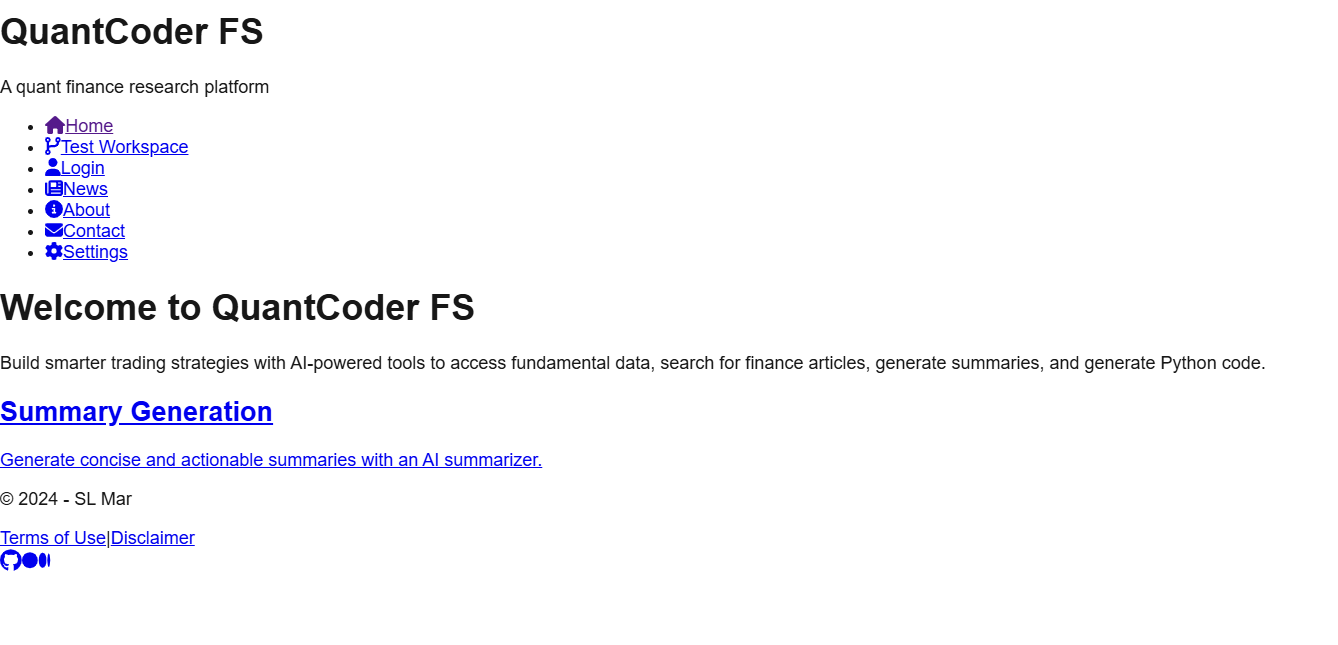 QuantCoder FS
A quant finance research platform
Home
Test Workspace
Login
News
About
Contact
Settings
Welcome to QuantCoder FS
Build smarter trading strategies with AI-powered tools to access fundamental data, search for finance articles, generate summaries, and generate Python code.
Summary Generation
Generate concise and actionable summaries with an AI summarizer.
© 2024 - SL Mar
Terms of Use|Disclaimer